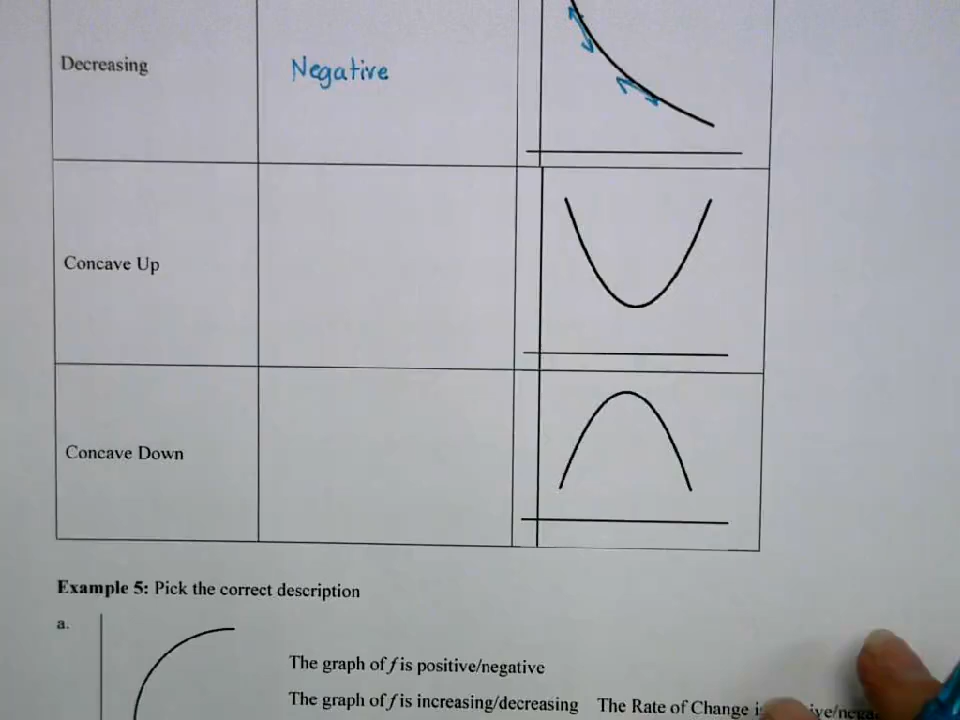 Decreasing
Negative
Concave Up
Concave Down
Example 5: Pick the correct description
a.
The graph of f is positive/negative
The graph of f is increasing/decreasing The Rate of Change